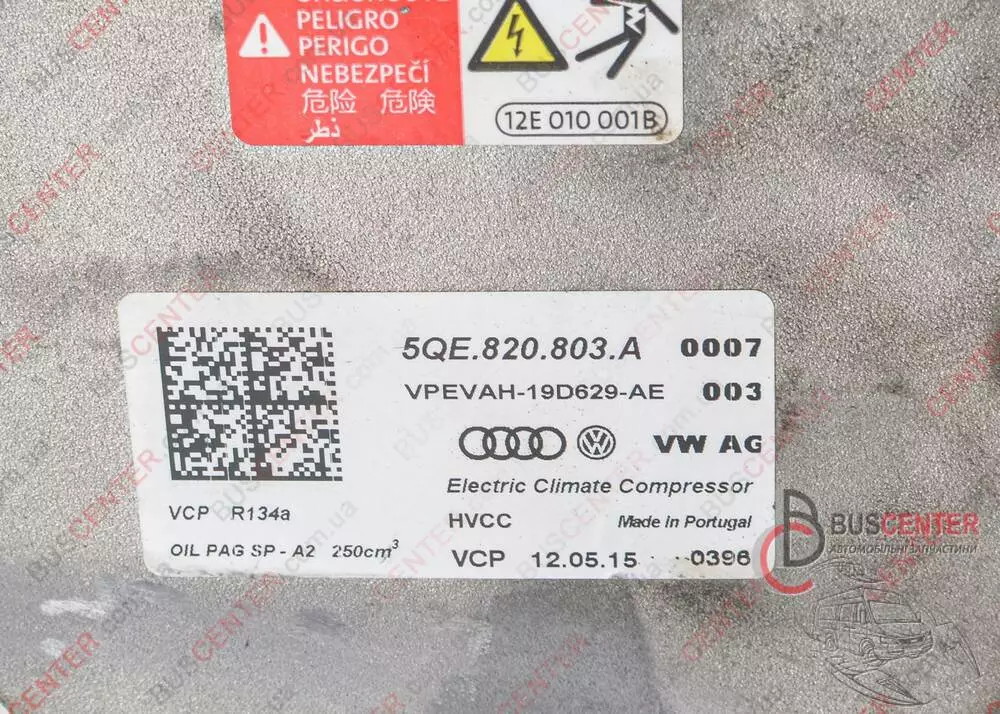 PELIGRO
PERIGO
NEBEZPEČÍ
危险 危険
خطر
12E 010 001B
5QE.820.803.A 0007
VPEVAH-19D629-AE 003
VW AG
Electric Climate Compressor
VCP R134a
HVCC Made in Portugal
OIL PAG SP - A2 250cm³
VCP 12.05.15 0396
BUSCENTER
АВТОМОБІЛЬНІ ЗАПЧАСТИНИ